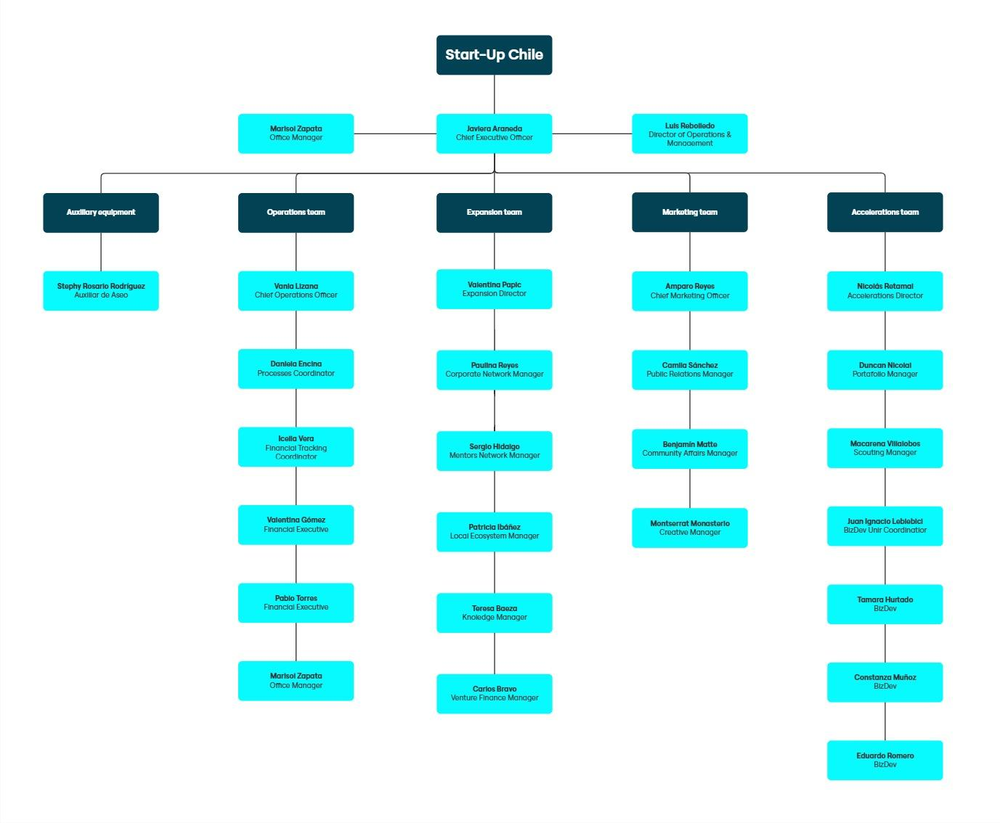 Start-Up Chile
Marisol Zapata
Office Manager
Javiera Araneda
Chief Executive Officer
Luis Rebolledo
Director of Operations &
Management
Auxiliary equipment
Operations team
Expansion team
Marketing team
Accelerations team
Stephy Rosario Rodríguez
Auxiliar de Aseo
Vania Lizana
Chief Operations Officer
Daniela Encina
Processes Coordinator
Icelia Vera
Financial Tracking
Coordinator
Valentina Gómez
Financial Executive
Pablo Torres
Financial Executive
Marisol Zapata
Office Manager
Valentina Papic
Expansion Director
Paulina Reyes
Corporate Network Manager
Sergio Hidalgo
Mentors Network Manager
Patricia Ibáñez
Local Ecosystem Manager
Teresa Baeza
Knoledge Manager
Carlos Bravo
Venture Finance Manager
Amparo Reyes
Chief Marketing Officer
Camila Sánchez
Public Relations Manager
Benjamín Matte
Community Affairs Manager
Montserrat Monasterio
Creative Manager
Nicolás Retamal
Accelerations Director
Duncan Nicolai
Portafolio Manager
Macarena Villalobos
Scouting Manager
Juan Ignacio Leblebici
BizDev Unir Coordinatior
Tamara Hurtado
BizDev
Constanza Muñoz
BizDev
Eduardo Romero
BizDev